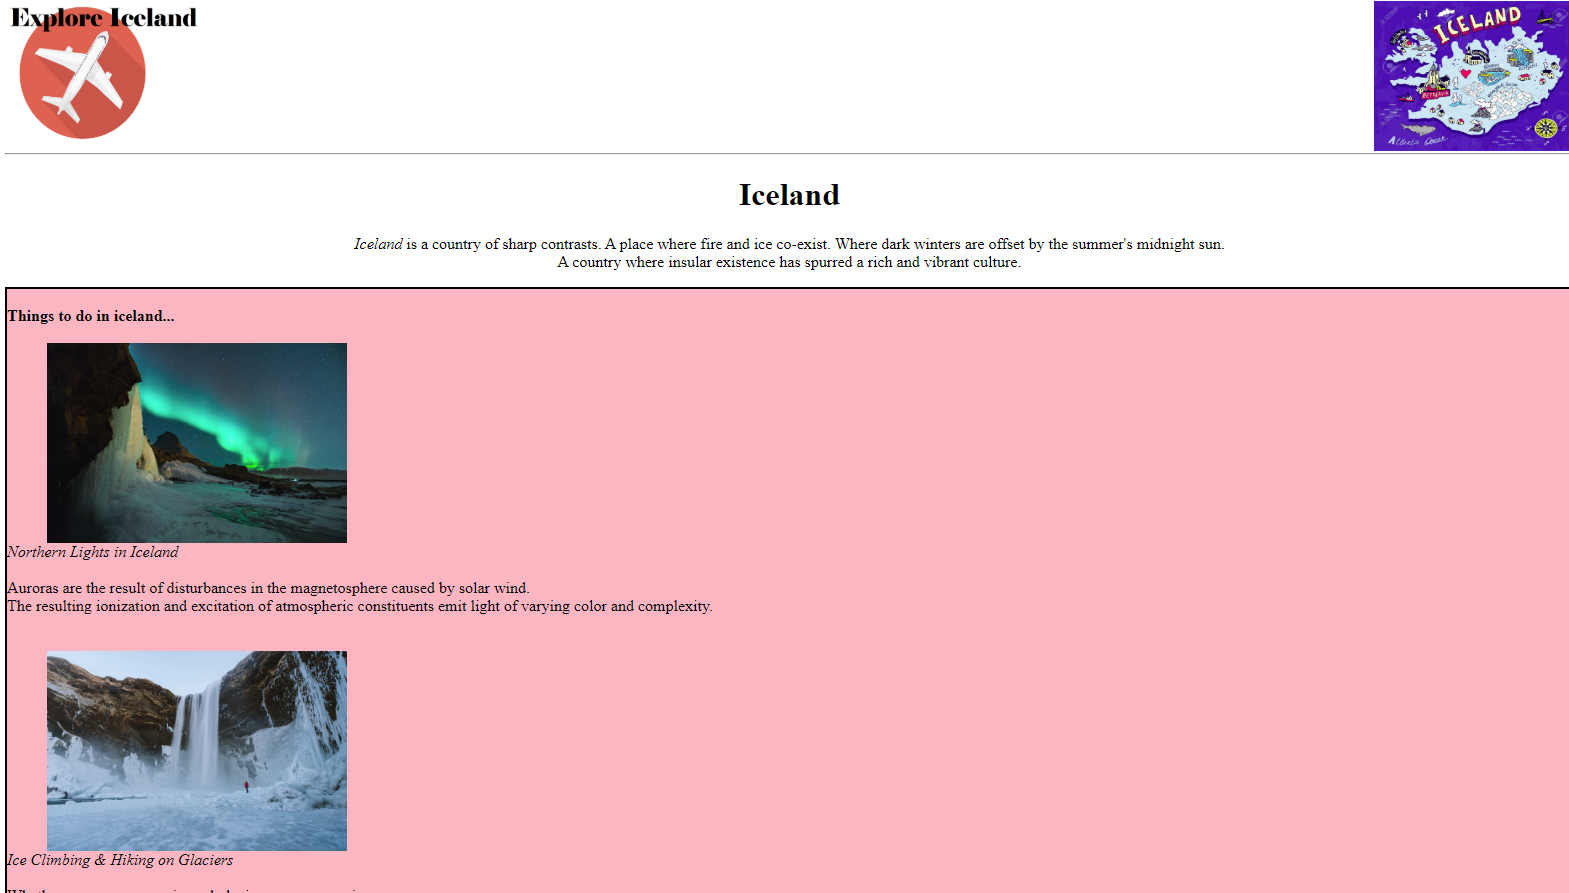 Explore Iceland
ICELAND
Iceland
Iceland is a country of sharp contrasts. A place where fire and ice co-exist. Where dark winters are offset by the summer's midnight sun.
A country where insular existence has spurred a rich and vibrant culture.
Things to do in iceland...
Northern Lights in Iceland
Auroras are the result of disturbances in the magnetosphere caused by solar wind.
The resulting ionization and excitation of atmospheric constituents emit light of varying color and complexity.
Ice Climbing & Hiking on Glaciers